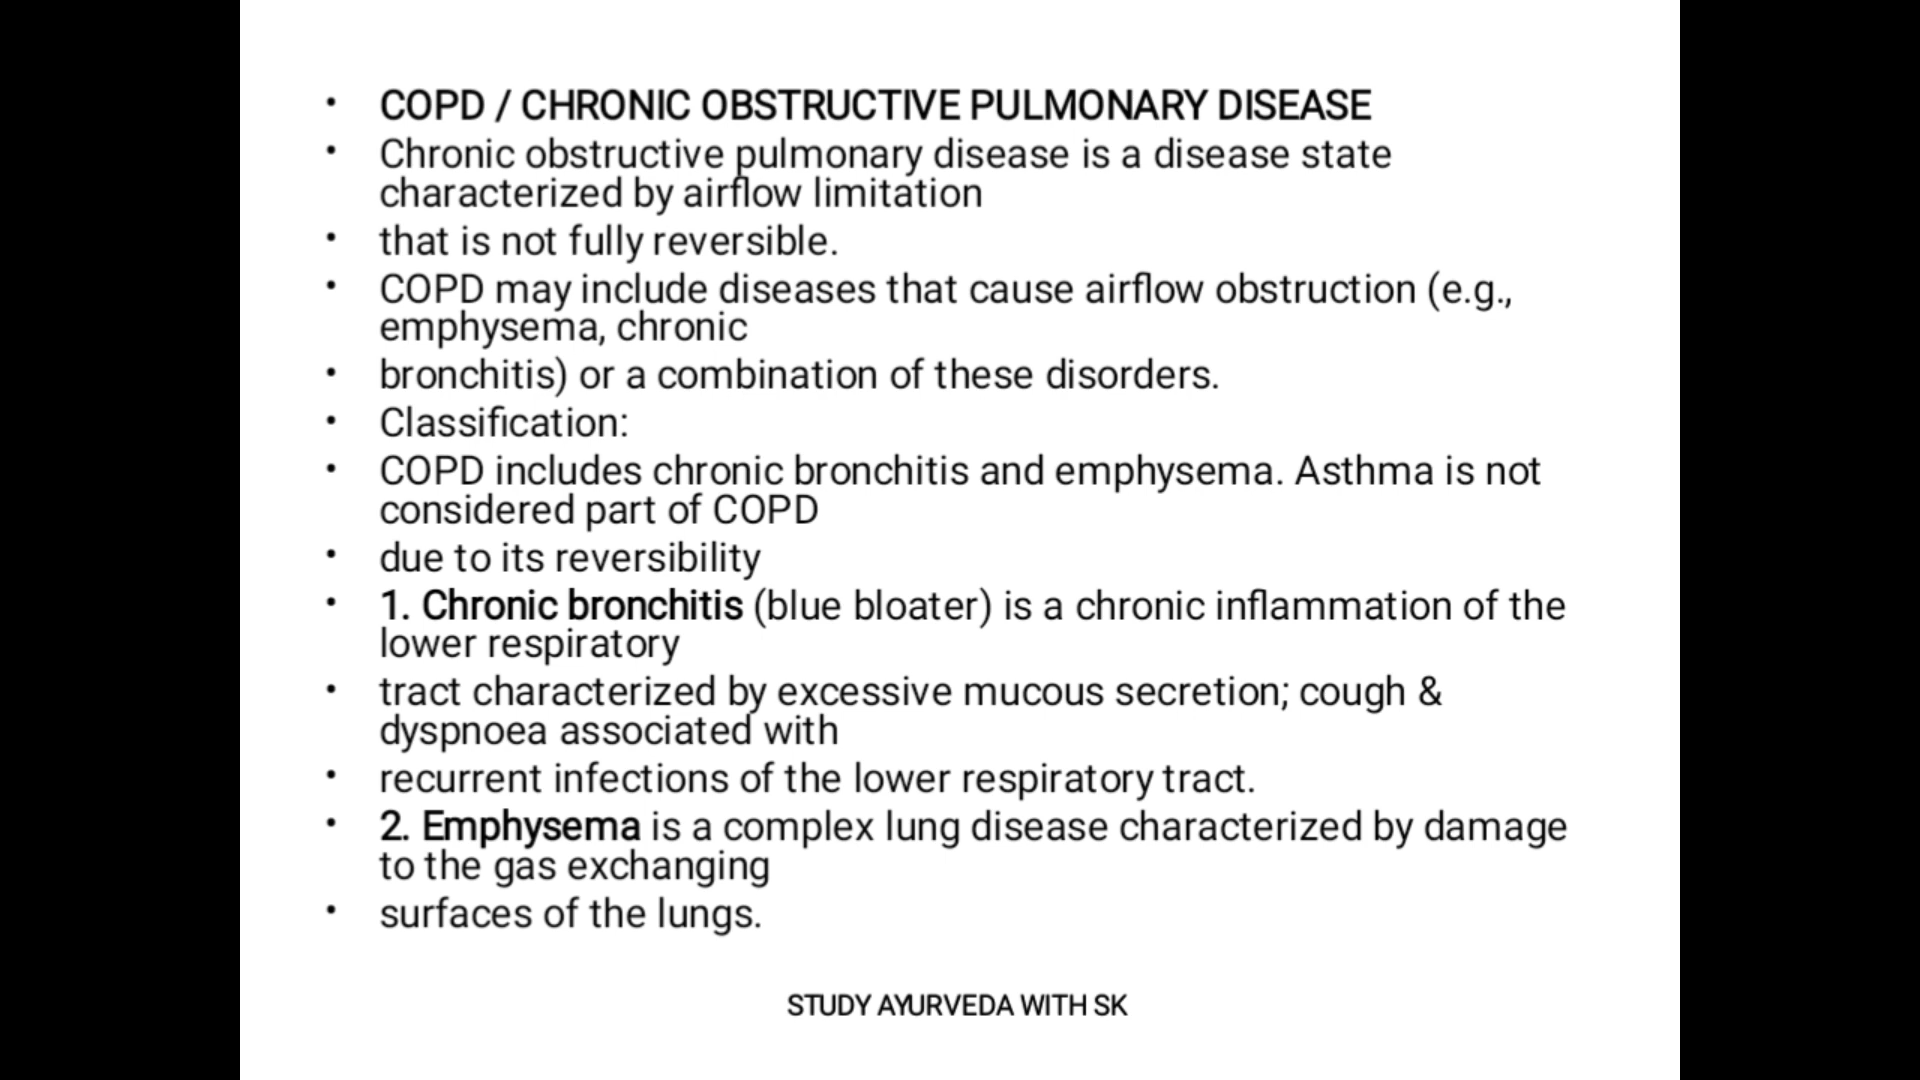 • COPD / CHRONIC OBSTRUCTIVE PULMONARY DISEASE
• Chronic obstructive pulmonary disease is a disease state
characterized by airflow limitation
• that is not fully reversible.
• COPD may include diseases that cause airflow obstruction (e.g.,
emphysema, chronic
• bronchitis) or a combination of these disorders.
• Classification:
• COPD includes chronic bronchitis and emphysema. Asthma is not
considered part of COPD
• due to its reversibility
• 1. Chronic bronchitis (blue bloater) is a chronic inflammation of the
lower respiratory
• tract characterized by excessive mucous secretion; cough &
dyspnoea associated with
• recurrent infections of the lower respiratory tract.
• 2. Emphysema is a complex lung disease characterized by damage
to the gas exchanging
• surfaces of the lungs.
STUDY AYURVEDA WITH SK